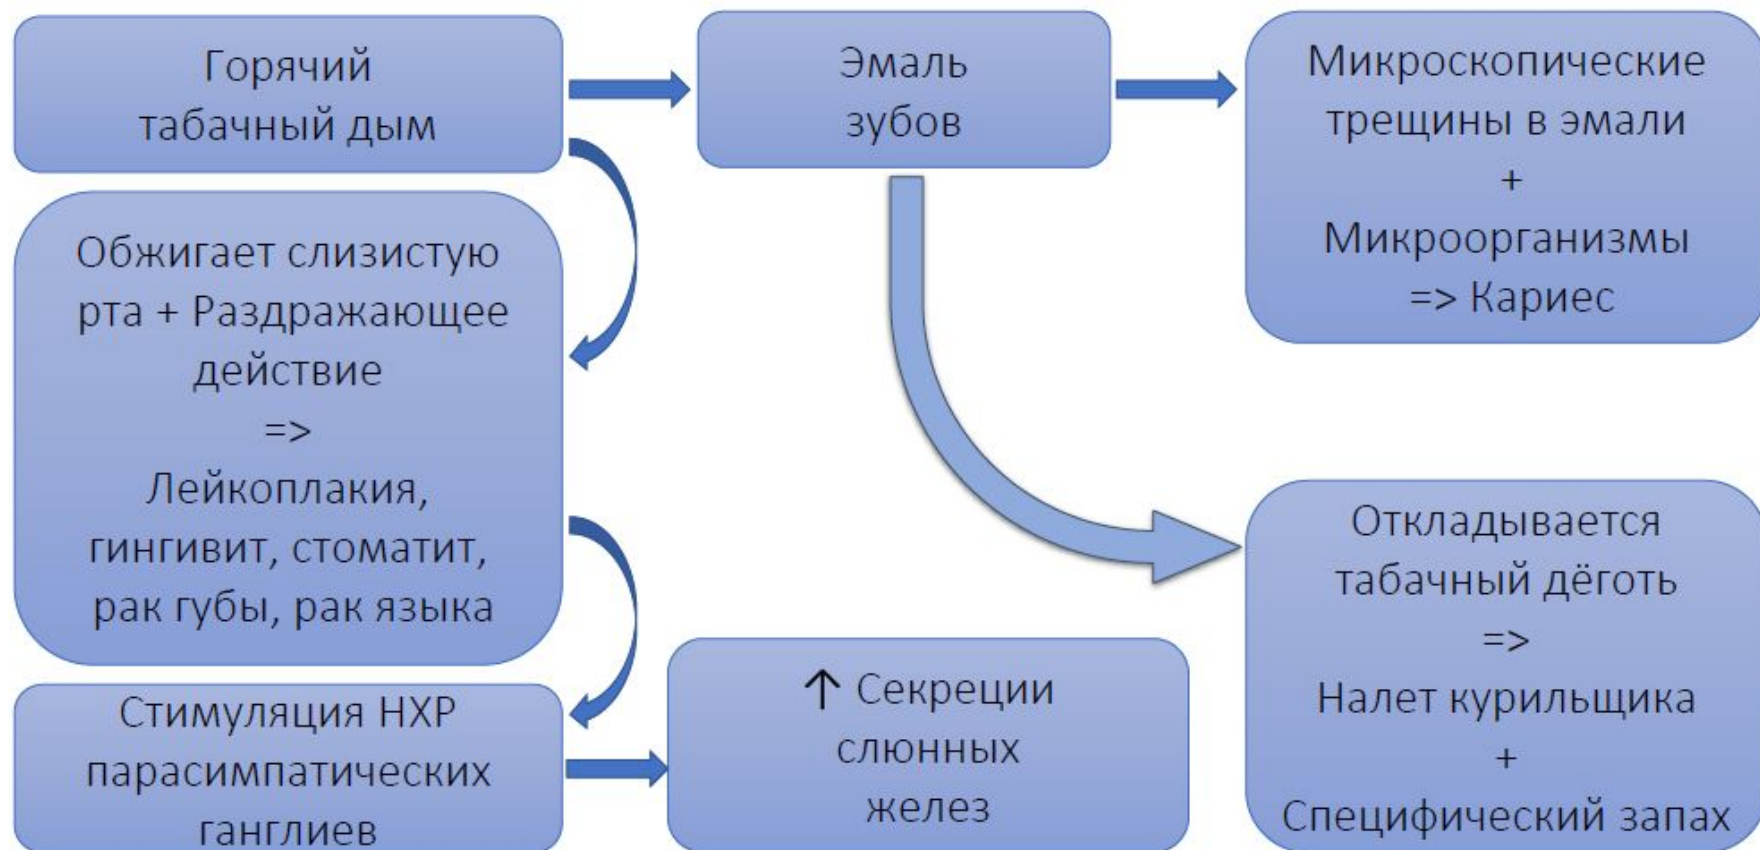 Горячий
табачный дым
Эмаль
зубов
Микроскопические
трещины в эмали
+
Микроорганизмы
=> Кариес
Обжигает слизистую
рта + Раздражающее
действие
=>
Лейкоплакия,
гингивит, стоматит,
рак губы, рак языка
Откладывается
табачный дёготь
=>
Налет курильщика
+
Специфический запах
Стимуляция НХР
парасимпатических
ганглиев
↑ Секреции
слюнных
желез